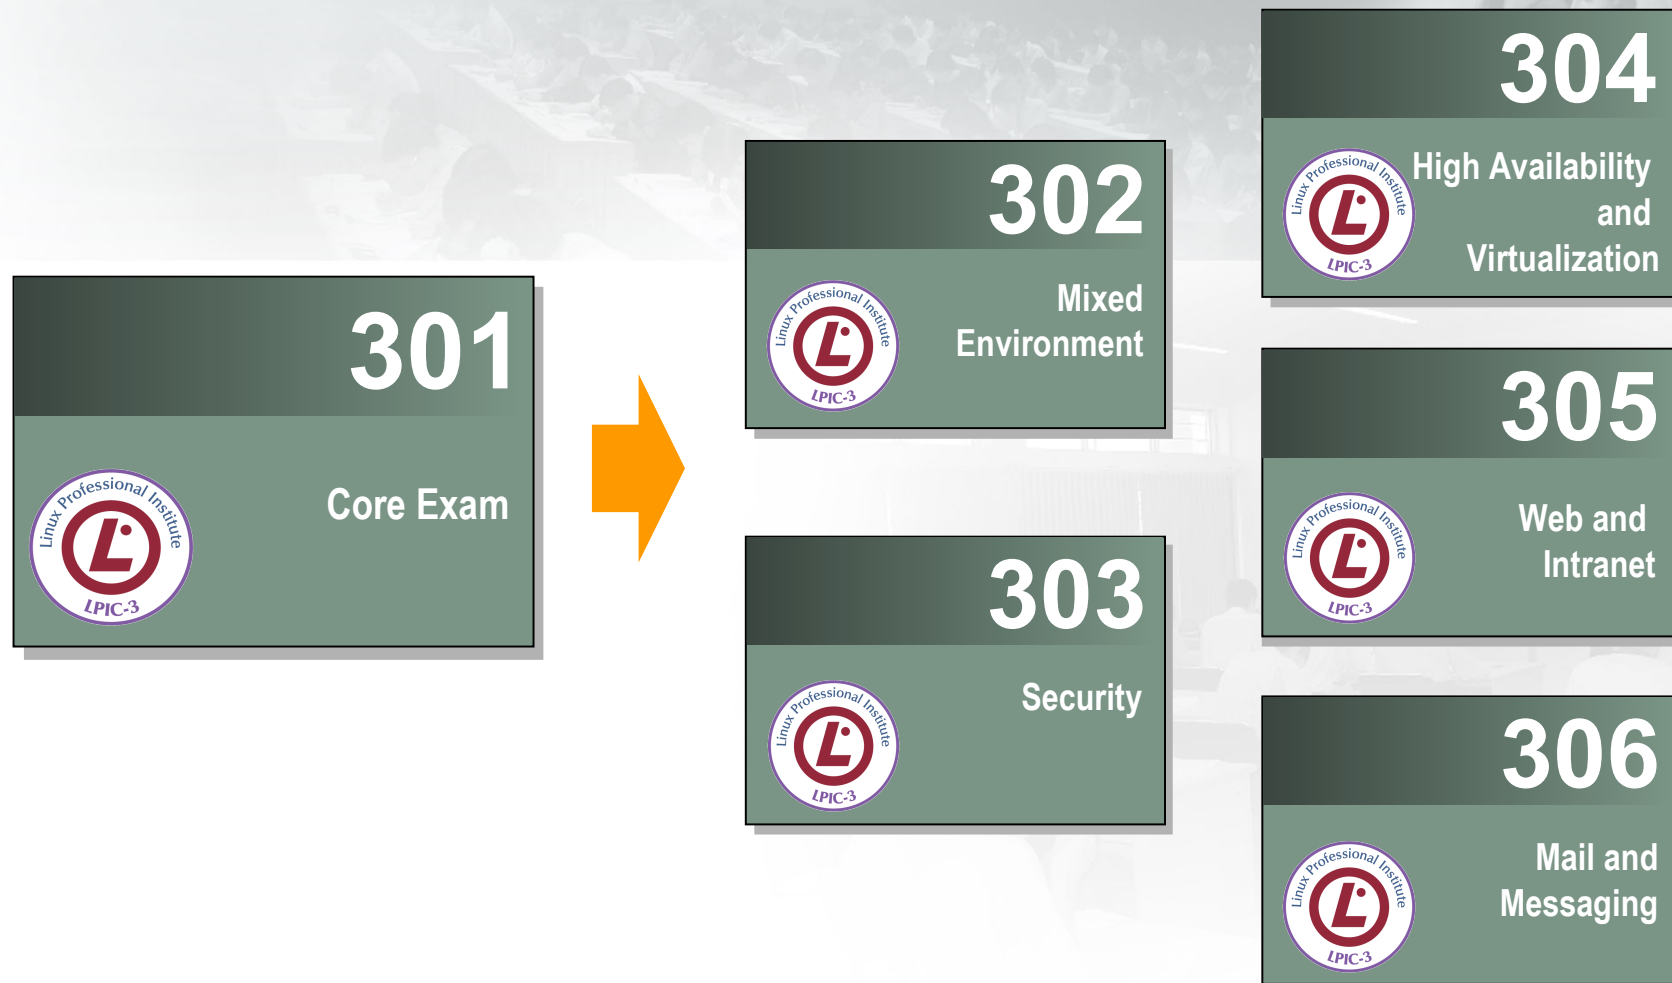 301
Linux Professional Institute
LPIC-3
Core Exam
302
Linux Professional Institute
LPIC-3
Mixed
Environment
303
Linux Professional Institute
LPIC-3
Security
304
Linux Professional Institute
LPIC-3
High Availability
and
Virtualization
305
Linux Professional Institute
LPIC-3
Web and
Intranet
306
Linux Professional Institute
LPIC-3
Mail and
Messaging